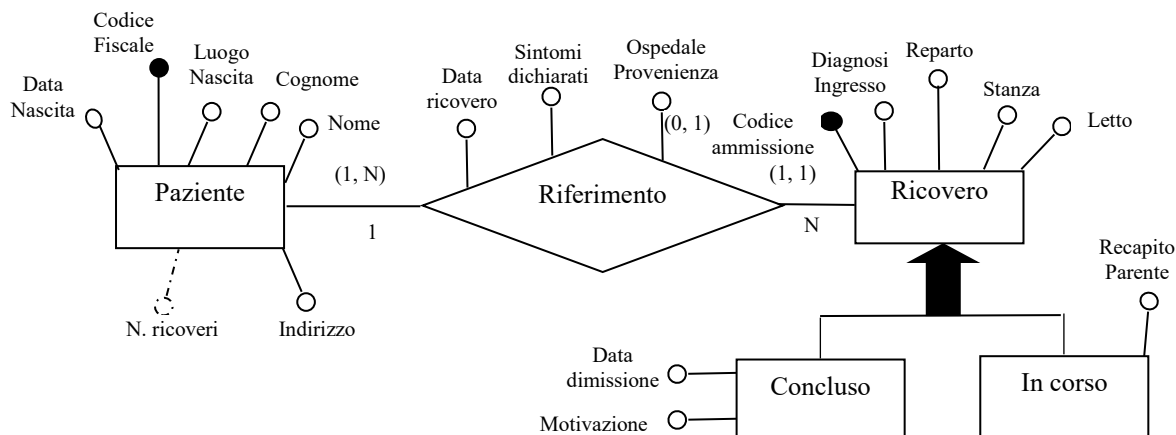 Codice
Fiscale
Luogo
Nascita
Cognome
Data
Nascita
Nome
Paziente
N. ricoveri
Indirizzo
(1, N)
1
Data
ricovero
Sintomi
dichiarati
Ospedale
Provenienza
(0, 1)
Riferimento
Codice
ammissione
(1, 1)
N
Diagnosi
Ingresso
Reparto
Stanza
Letto
Ricovero
Recapito
Parente
Data
dimissione
Motivazione
Concluso
In corso